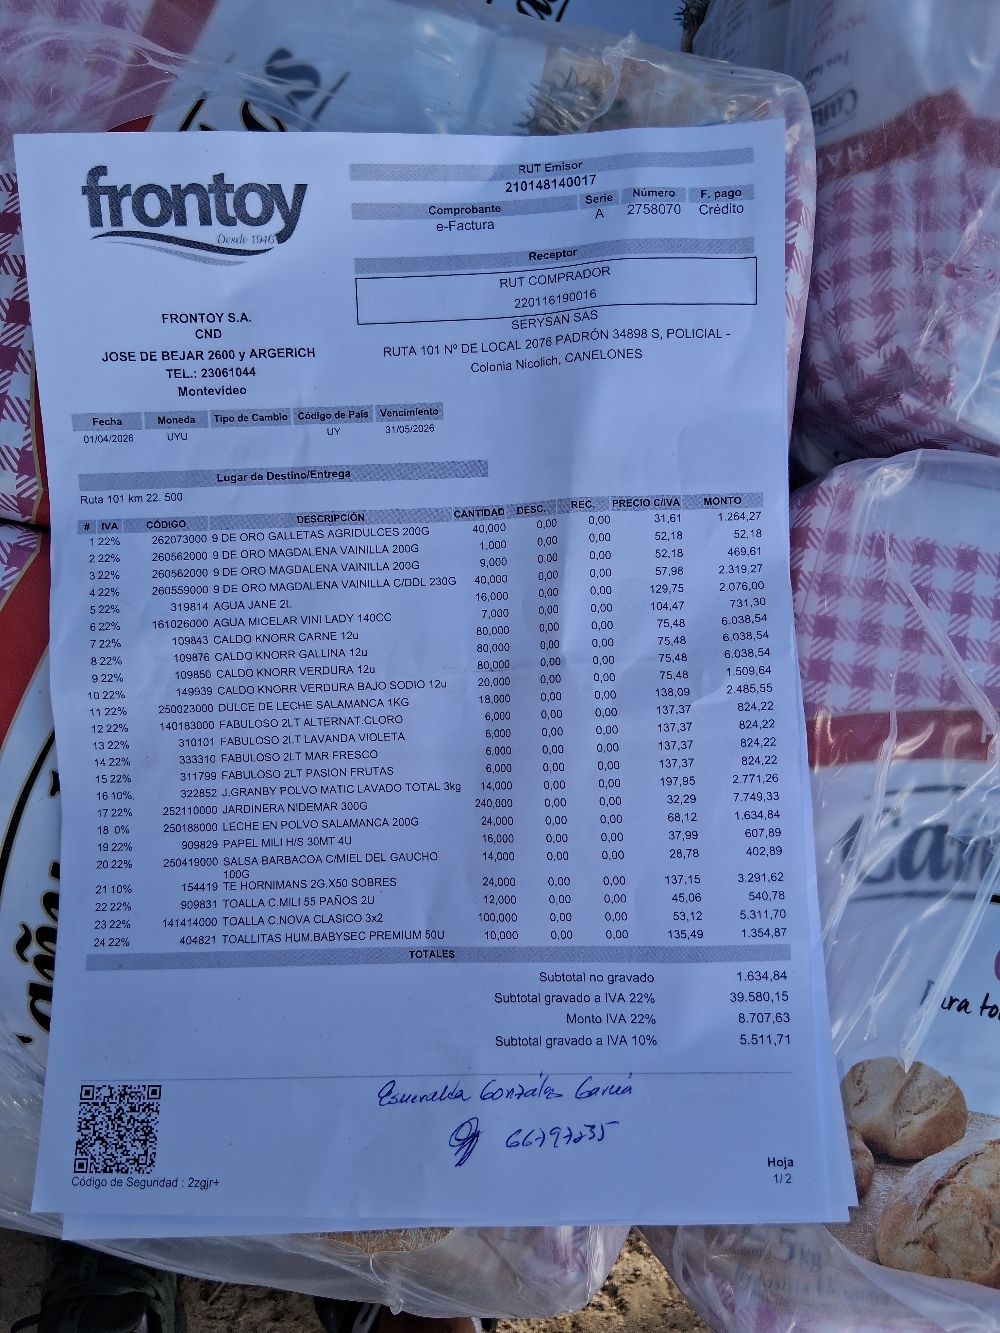 frontoy
Desde 1946
RUT Emisor
210148140017
Comprobante Serie Número F. pago
e-Factura A 2758070 Crédito
Receptor
RUT COMPRADOR
220116190016
SERYSAN SAS
RUTA 101 Nº DE LOCAL 2076 PADRÓN 34898 S, POLICIAL -
Colonia Nicolich, CANELONES
FRONTOY S.A.
CND
JOSE DE BEJAR 2600 y ARGERICH
TEL.: 23061044
Montevideo
Fecha Moneda Tipo de Cambio Código de País Vencimiento
01/04/2026 UYU UY 31/05/2026
Lugar de Destino/Entrega
Ruta 101 km 22. 500
# IVA CÓDIGO DESCRIPCIÓN CANTIDAD DESC. REC. PRECIO C/IVA MONTO
1 22% 262073000 9 DE ORO GALLETAS AGRIDULCES 200G 40,000 0,00 0,00 31,61 1.264,27
2 22% 260562000 9 DE ORO MAGDALENA VAINILLA 200G 1,000 0,00 0,00 52,18 52,18
3 22% 260562000 9 DE ORO MAGDALENA VAINILLA 200G 9,000 0,00 0,00 52,18 469,61
4 22% 260559000 9 DE ORO MAGDALENA VAINILLA C/DDL 230G 40,000 0,00 0,00 57,98 2.319,27
5 22% 319814 AGUA JANE 2L 16,000 0,00 0,00 129,75 2.076,00
6 22% 161026000 AGUA MICELAR VINI LADY 140CC 7,000 0,00 0,00 104,47 731,30
7 22% 109843 CALDO KNORR CARNE 12u 80,000 0,00 0,00 75,48 6.038,54
8 22% 109876 CALDO KNORR GALLINA 12u 80,000 0,00 0,00 75,48 6.038,54
9 22% 109850 CALDO KNORR VERDURA 12u 80,000 0,00 0,00 75,48 6.038,54
10 22% 149939 CALDO KNORR VERDURA BAJO SODIO 12u 20,000 0,00 0,00 75,48 1.509,64
11 22% 250023000 DULCE DE LECHE SALAMANCA 1KG 18,000 0,00 0,00 138,09 2.485,55
12 22% 140183000 FABULOSO 2LT ALTERNAT.CLORO 6,000 0,00 0,00 137,37 824,22
13 22% 310101 FABULOSO 2LT LAVANDA VIOLETA 6,000 0,00 0,00 137,37 824,22
14 22% 333310 FABULOSO 2LT MAR FRESCO 6,000 0,00 0,00 137,37 824,22
15 22% 311799 FABULOSO 2LT PASION FRUTAS 6,000 0,00 0,00 137,37 824,22
16 10% 322852 J.GRANBY POLVO MATIC LAVADO TOTAL 3kg 14,000 0,00 0,00 197,95 2.771,26
17 22% 252110000 JARDINERA NIDEMAR 300G 240,000 0,00 0,00 32,29 7.749,33
18 0% 250188000 LECHE EN POLVO SALAMANCA 200G 24,000 0,00 0,00 68,12 1.634,84
19 22% 909829 PAPEL MILI H/S 30MT 4U 16,000 0,00 0,00 37,99 607,89
20 22% 250419000 SALSA BARBACOA C/MIEL DEL GAUCHO 14,000 0,00 0,00 28,78 402,89
100G
21 10% 154419 TE HORNIMANS 2G.X50 SOBRES 24,000 0,00 0,00 137,15 3.291,62
22 22% 909831 TOALLA C.MILI 55 PAÑOS 2U 12,000 0,00 0,00 45,06 540,78
23 22% 141414000 TOALLA C.NOVA CLASICO 3x2 100,000 0,00 0,00 53,12 5.311,70
24 22% 404821 TOALLITAS HUM.BABYSEC PREMIUM 50U 10,000 0,00 0,00 135,49 1.354,87
TOTALES
Subtotal no gravado 1.634,84
Subtotal gravado a IVA 22% 39.580,15
Monto IVA 22% 8.707,63
Subtotal gravado a IVA 10% 5.511,71
Esmeralda González García
66797235
Código de Seguridad : 2zgjr+
Hoja
1/ 2